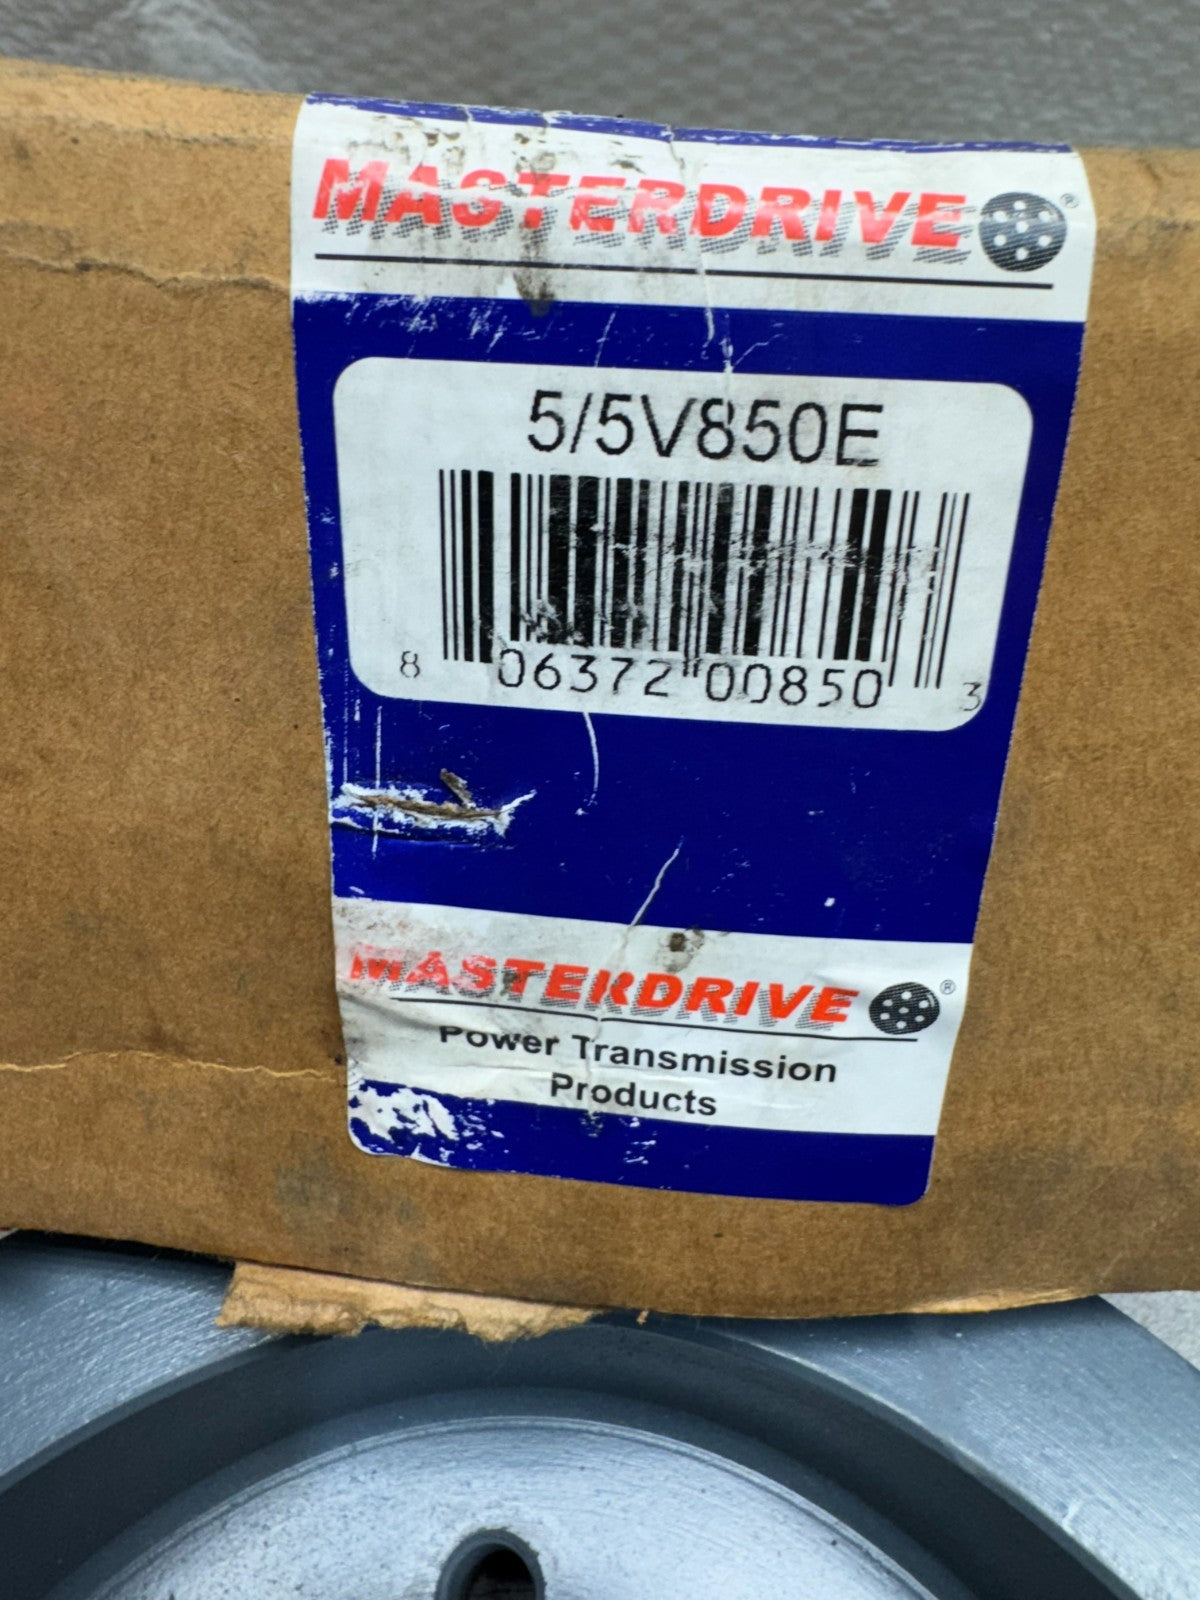 MASTERDRIVE®
5/5V850E
8 06372 00850 3
MASTERDRIVE®
Power Transmission
Products